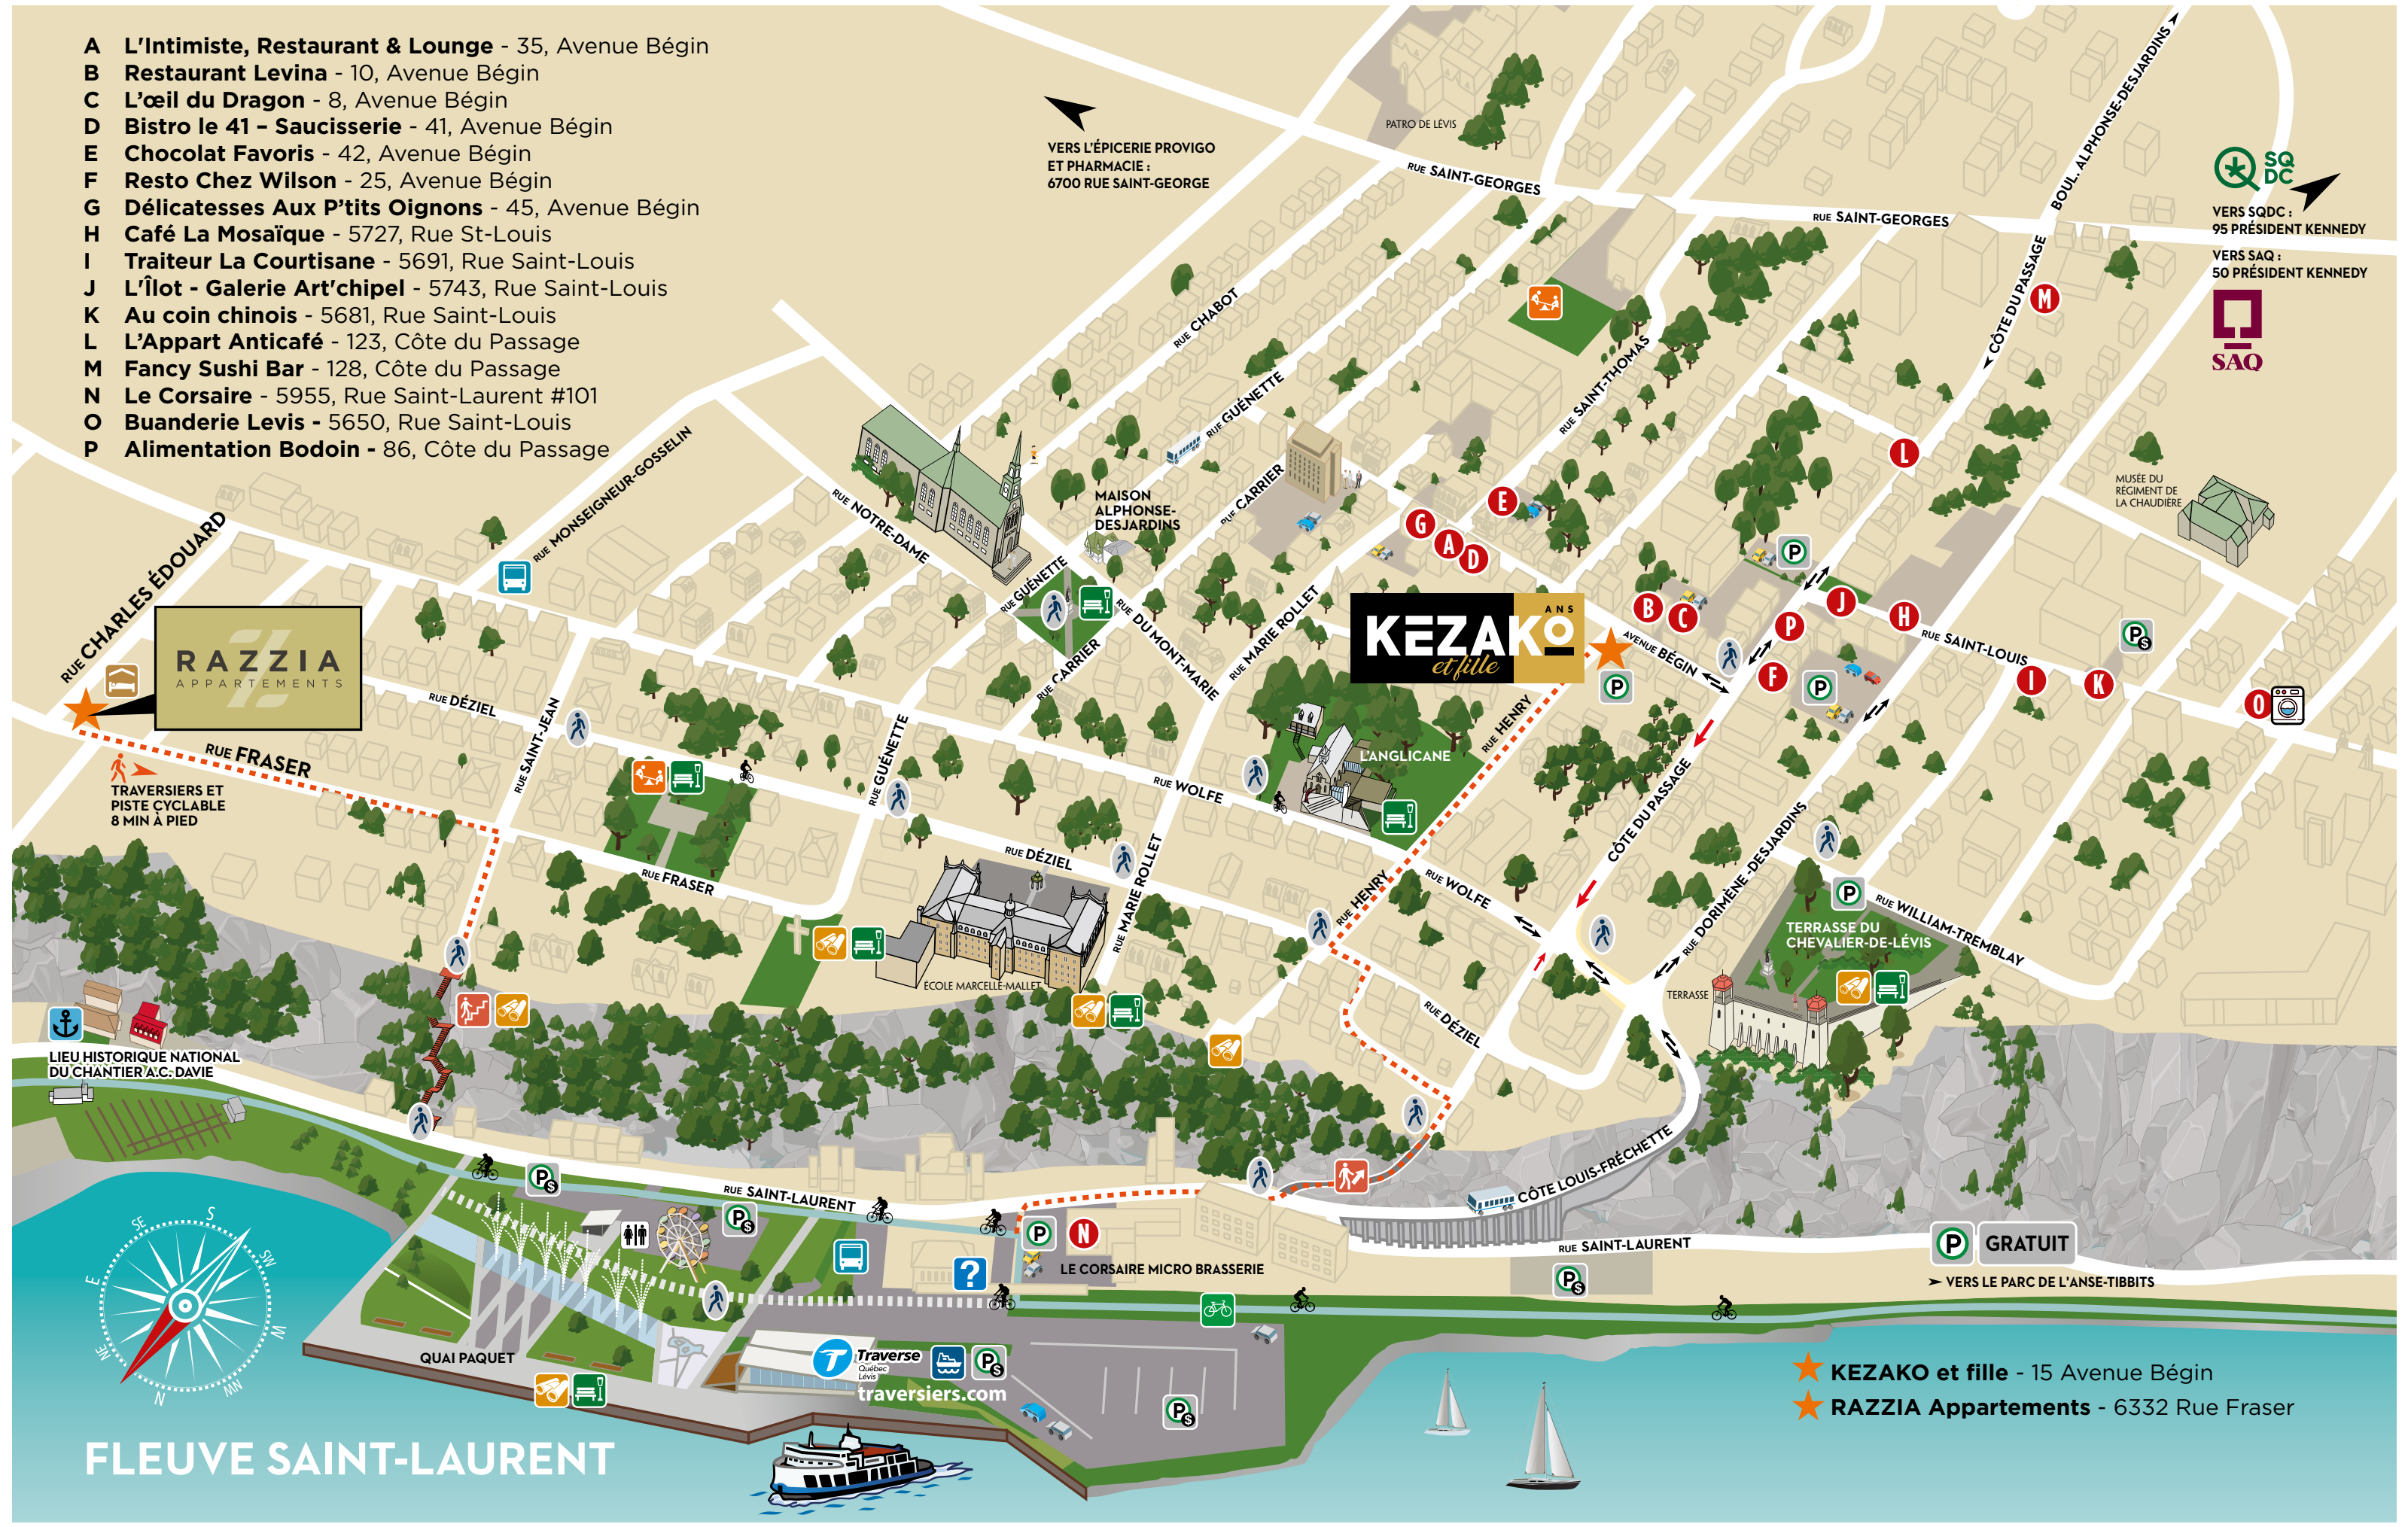 A L'Intimiste, Restaurant & Lounge - 35, Avenue Bégin
B Restaurant Levina - 10, Avenue Bégin
C L'œil du Dragon - 8, Avenue Bégin
D Bistro le 41 – Saucisserie - 41, Avenue Bégin
E Chocolat Favoris - 42, Avenue Bégin
F Resto Chez Wilson - 25, Avenue Bégin
G Délicatesses Aux P'tits Oignons - 45, Avenue Bégin
H Café La Mosaïque - 5727, Rue St-Louis
I Traiteur La Courtisane - 5691, Rue Saint-Louis
J L'Îlot - Galerie Art'chipel - 5743, Rue Saint-Louis
K Au coin chinois - 5681, Rue Saint-Louis
L L'Appart Anticafé - 123, Côte du Passage
M Fancy Sushi Bar - 128, Côte du Passage
N Le Corsaire - 5955, Rue Saint-Laurent #101
O Buanderie Levis - 5650, Rue Saint-Louis
P Alimentation Bodoin - 86, Côte du Passage
VERS L'ÉPICERIE PROVIGO
ET PHARMACIE :
6700 RUE SAINT-GEORGE
PATRO DE LÉVIS
RUE SAINT-GEORGES
RUE SAINT-GEORGES
BOUL. ALPHONSE-DESJARDINS
CÔTE DU PASSAGE
SQ
DC
VERS SQDC :
95 PRÉSIDENT KENNEDY
VERS SAQ :
50 PRÉSIDENT KENNEDY
SAQ
M
RUE CHABOT
RUE GUÉNETTE
RUE SAINT-THOMAS
RUE CARRIER
RUE MONSEIGNEUR-GOSSELIN
RUE NOTRE-DAME
MAISON
ALPHONSE-
DESJARDINS
L
MUSÉE DU
RÉGIMENT DE
LA CHAUDIÈRE
E
G
A
D
P
RUE CHARLES ÉDOUARD
RUE GUÉNETTE
RUE DU MONT-MARIE
RUE MARIE ROLLET
RUE CARRIER
RAZZIA
APPARTEMENTS
KEZAKO
ANS
et fille
AVENUE BÉGIN
B
C
P
J
H
RUE SAINT-LOUIS
P$
F
P
P
I
K
O
RUE DÉZIEL
RUE SAINT-JEAN
RUE FRASER
TRAVERSIERS ET
PISTE CYCLABLE
8 MIN À PIED
RUE GUÉNETTE
RUE WOLFE
L'ANGLICANE
RUE HENRY
CÔTE DU PASSAGE
RUE DORIMÈNE-DESJARDINS
RUE FRASER
RUE DÉZIEL
RUE MARIE ROLLET
RUE HENRY
RUE WOLFE
P
RUE WILLIAM-TREMBLAY
TERRASSE DU
CHEVALIER-DE-LÉVIS
TERRASSE
ÉCOLE MARCELLE-MALLET
RUE DÉZIEL
LIEU HISTORIQUE NATIONAL
DU CHANTIER A.C. DAVIE
CÔTE LOUIS-FRÉCHETTE
P$
RUE SAINT-LAURENT
P$
P
N
LE CORSAIRE MICRO BRASSERIE
?
RUE SAINT-LAURENT
P$
P GRATUIT
VERS LE PARC DE L'ANSE-TIBBITS
S
SE
SW
E
W
NE
NW
N
QUAI PAQUET
T Traverse
Québec
Lévis
P$
traversiers.com
P$
KEZAKO et fille - 15 Avenue Bégin
RAZZIA Appartements - 6332 Rue Fraser
FLEUVE SAINT-LAURENT